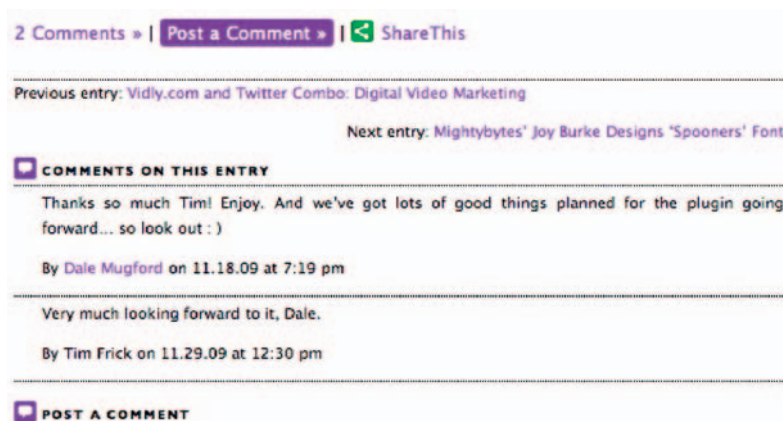 2 Comments » | Post a Comment » | ShareThis
Previous entry: Vidly.com and Twitter Combo: Digital Video Marketing
Next entry: Mightybytes' Joy Burke Designs 'Spooners' Font
COMMENTS ON THIS ENTRY
Thanks so much Tim! Enjoy. And we've got lots of good things planned for the plugin going
forward... so look out : )
By Dale Mugford on 11.18.09 at 7:19 pm
Very much looking forward to it, Dale.
By Tim Frick on 11.29.09 at 12:30 pm
POST A COMMENT